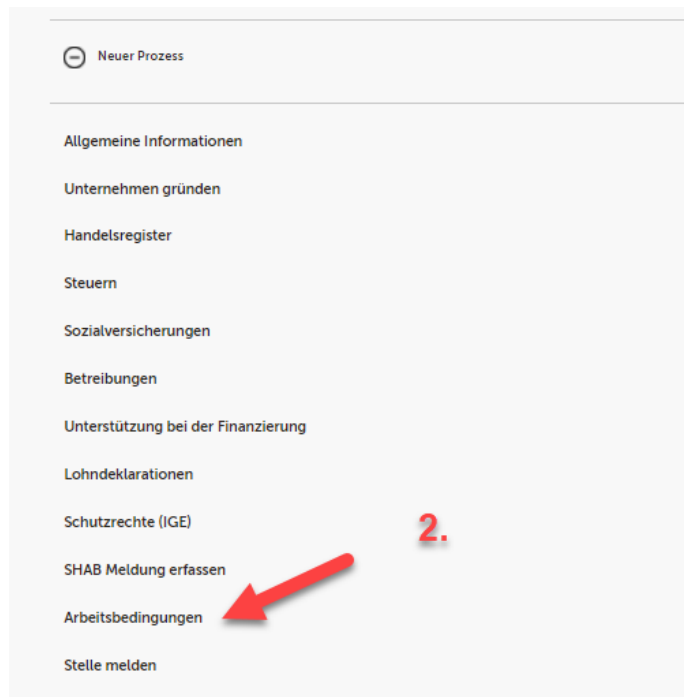 Neuer Prozess
Allgemeine Informationen
Unternehmen gründen
Handelsregister
Steuern
Sozialversicherungen
Betreibungen
Unterstützung bei der Finanzierung
Lohndeklarationen
Schutzrechte (IGE)
2.
SHAB Meldung erfassen
Arbeitsbedingungen
Stelle melden